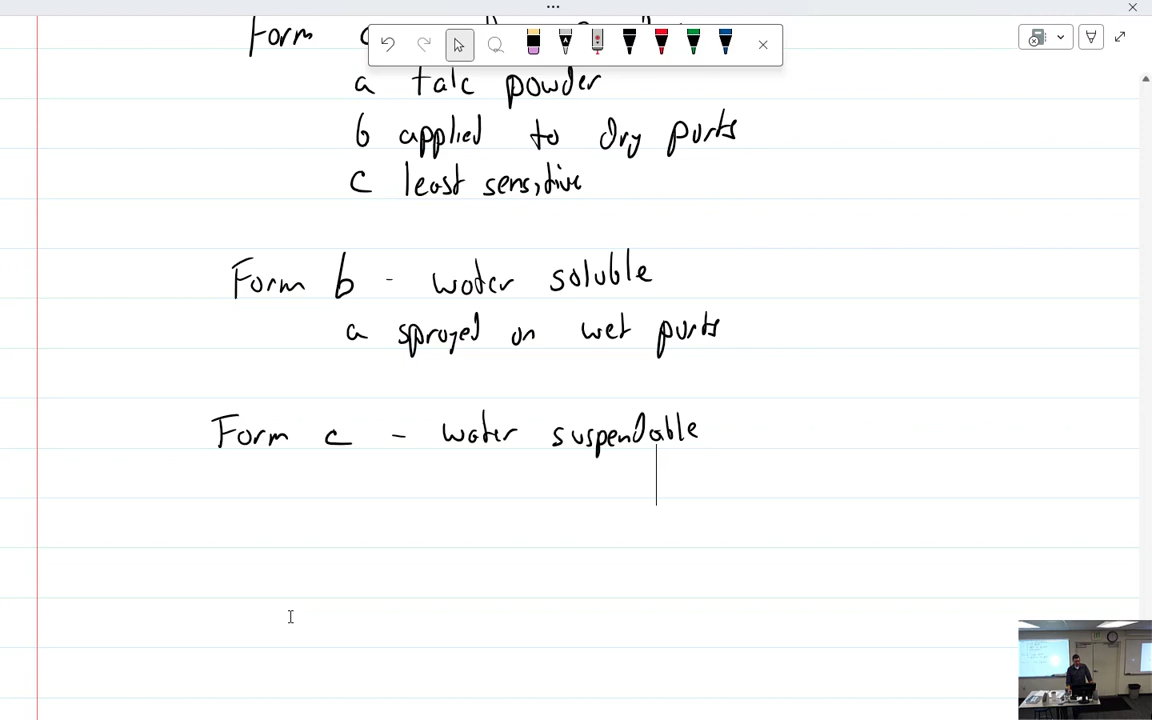 Form
a talc powder
b applied to dry parts
c least sensitive
Form b - water soluble
a sprayed on wet parts
Form c - water suspendable